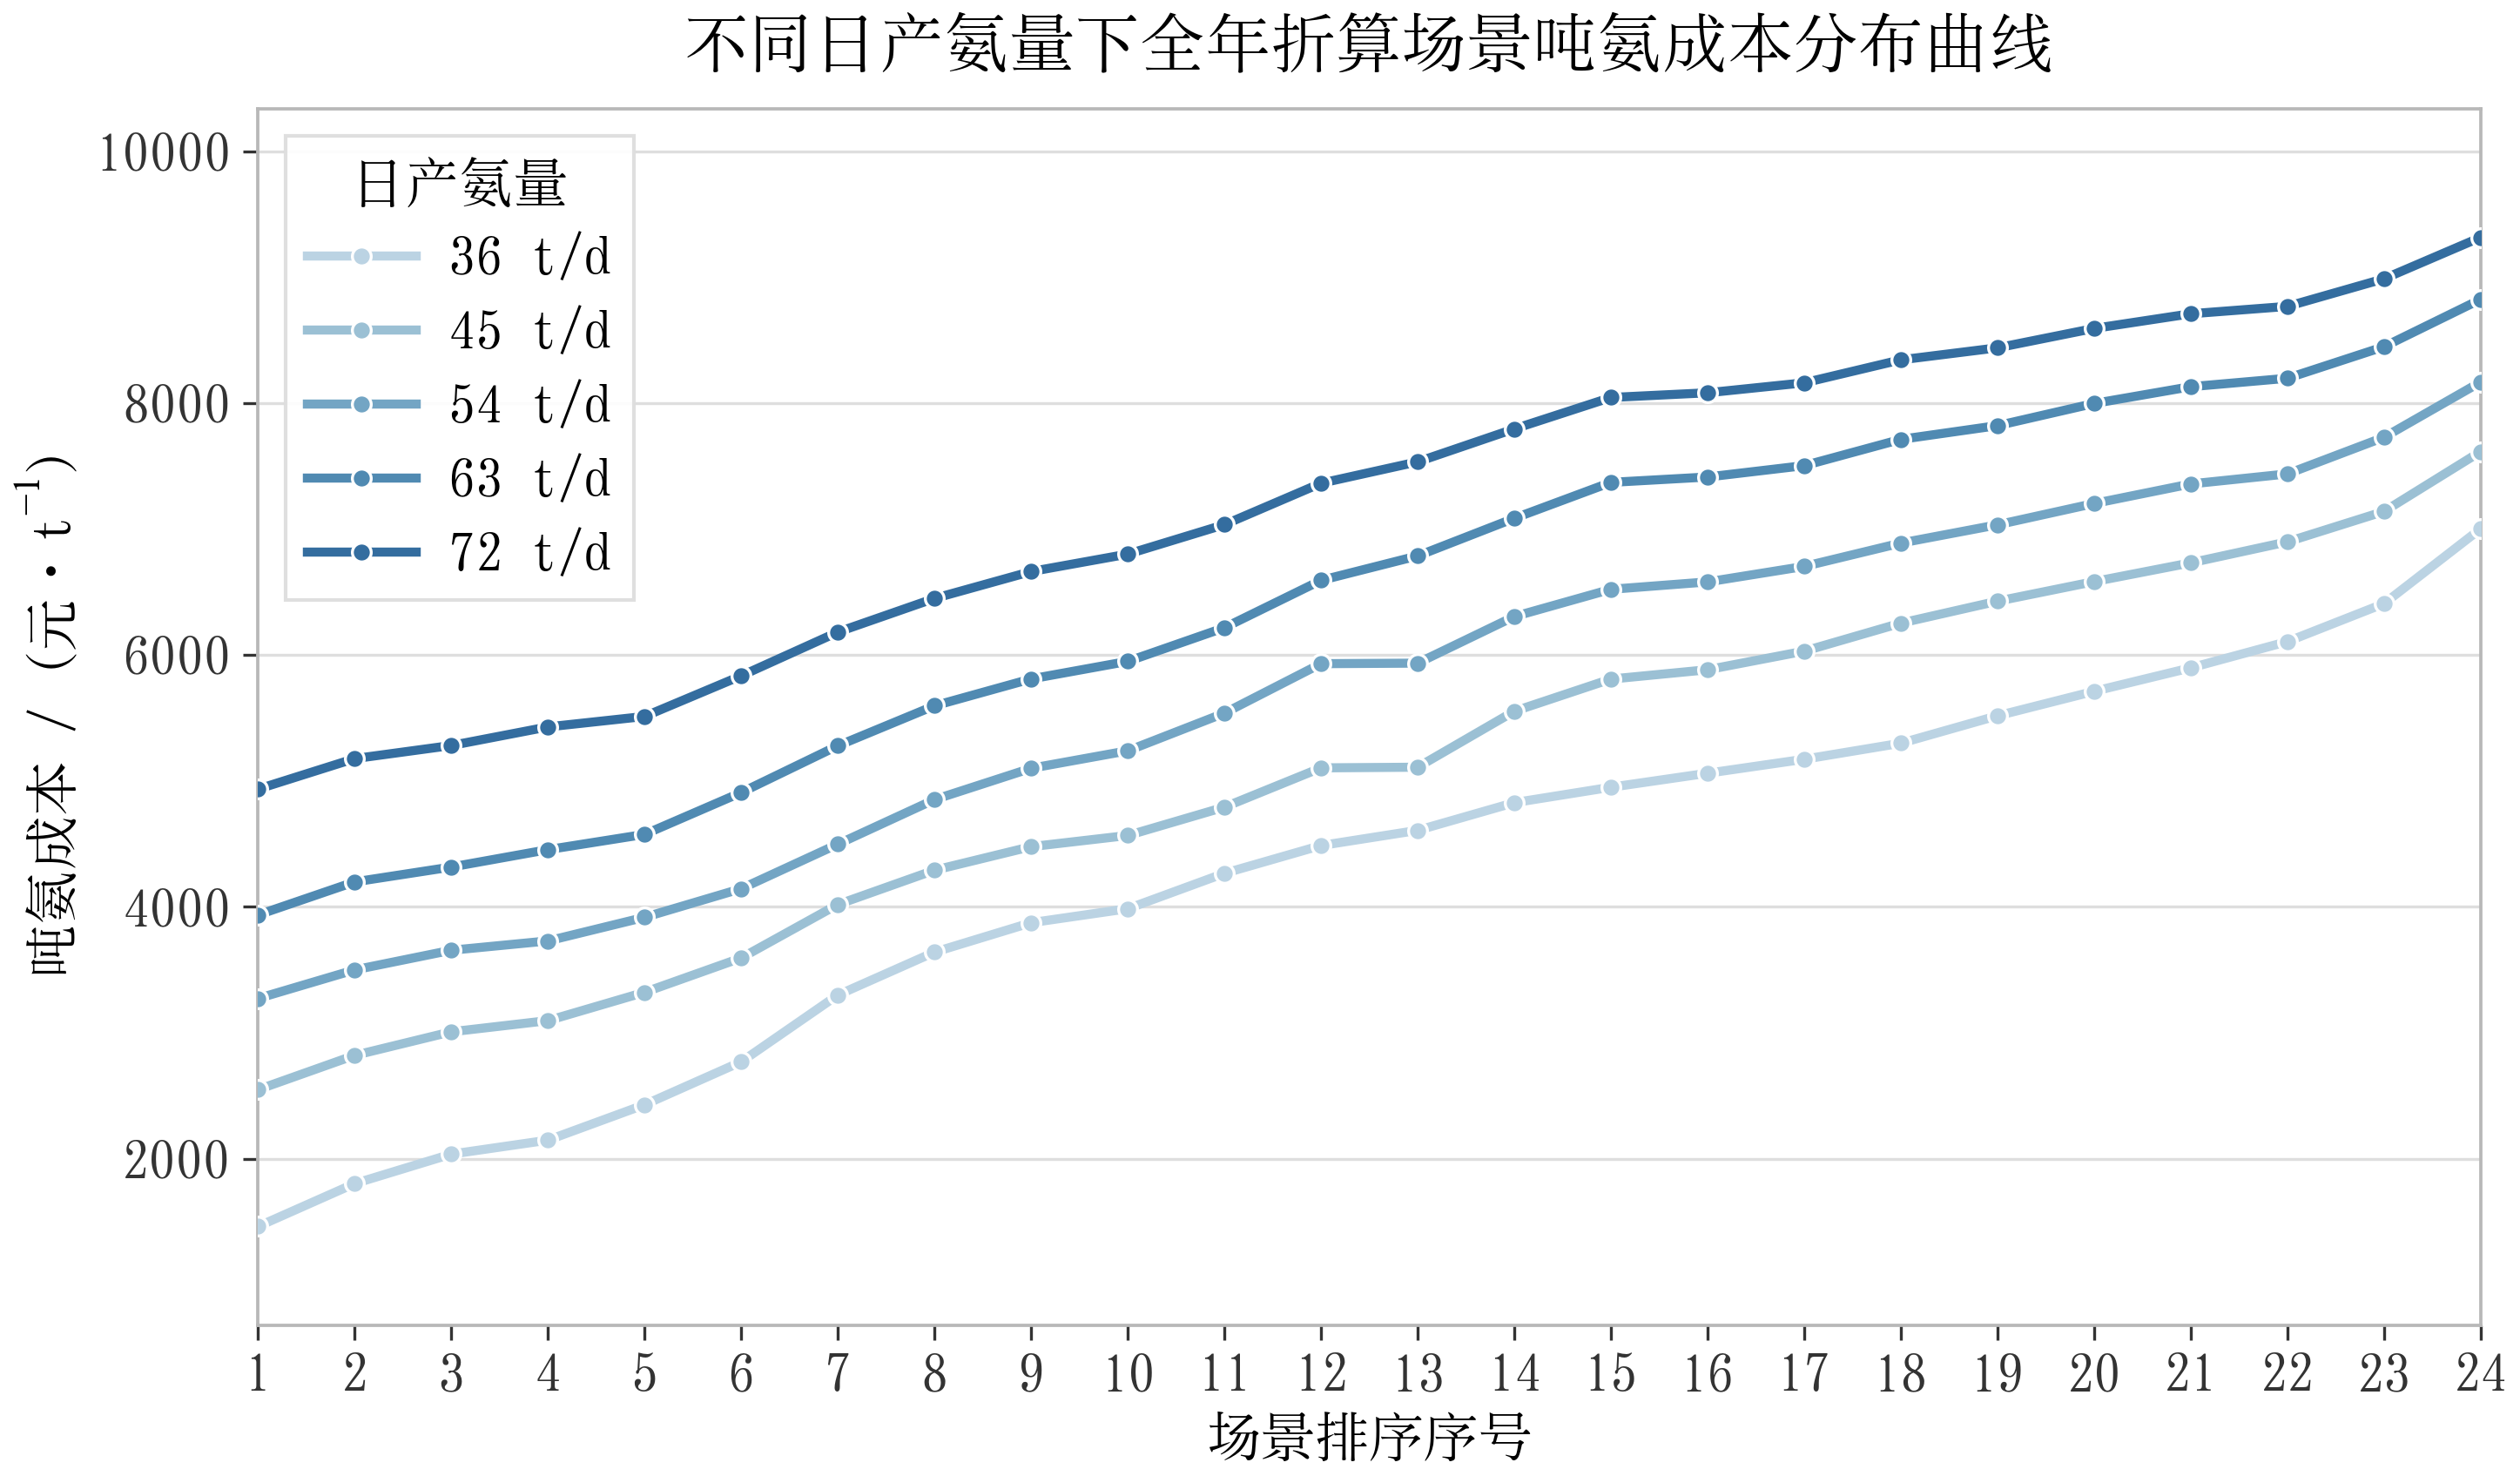 不同日产氨量下全年折算场景吨氨成本分布曲线
日产氨量
36 t/d
45 t/d
54 t/d
63 t/d
72 t/d
吨氨成本 / (元·t⁻¹)
10000
8000
6000
4000
2000
1 2 3 4 5 6 7 8 9 10 11 12 13 14 15 16 17 18 19 20 21 22 23 24
场景排序序号